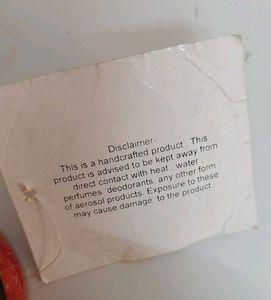 Disclaimer-
This is a handcrafted product . This
product is advised to be kept away from
direct contact with heat , water ,
perfumes, deodorants, any other form
of aerosol products. Exposure to these
may cause damage to the product.